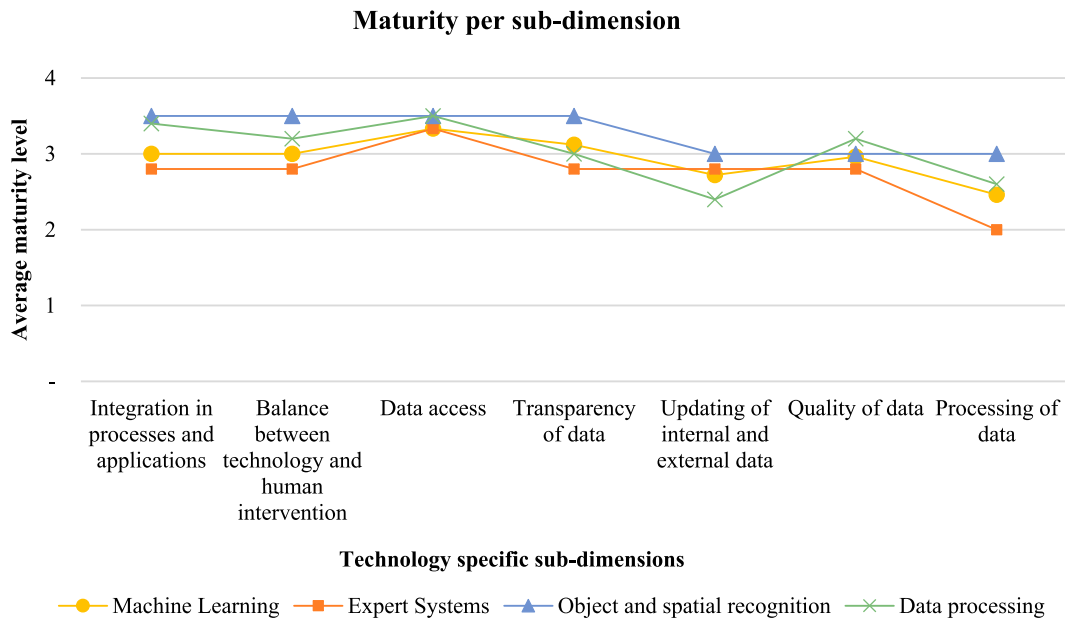 Maturity per sub-dimension
Average maturity level
4
3
2
1
-
Integration in
processes and
applications
Balance
between
technology and
human
intervention
Data access
Transparency
of data
Updating of
internal and
external data
Quality of data
Processing of
data
Technology specific sub-dimensions
Machine Learning
Expert Systems
Object and spatial recognition
Data processing